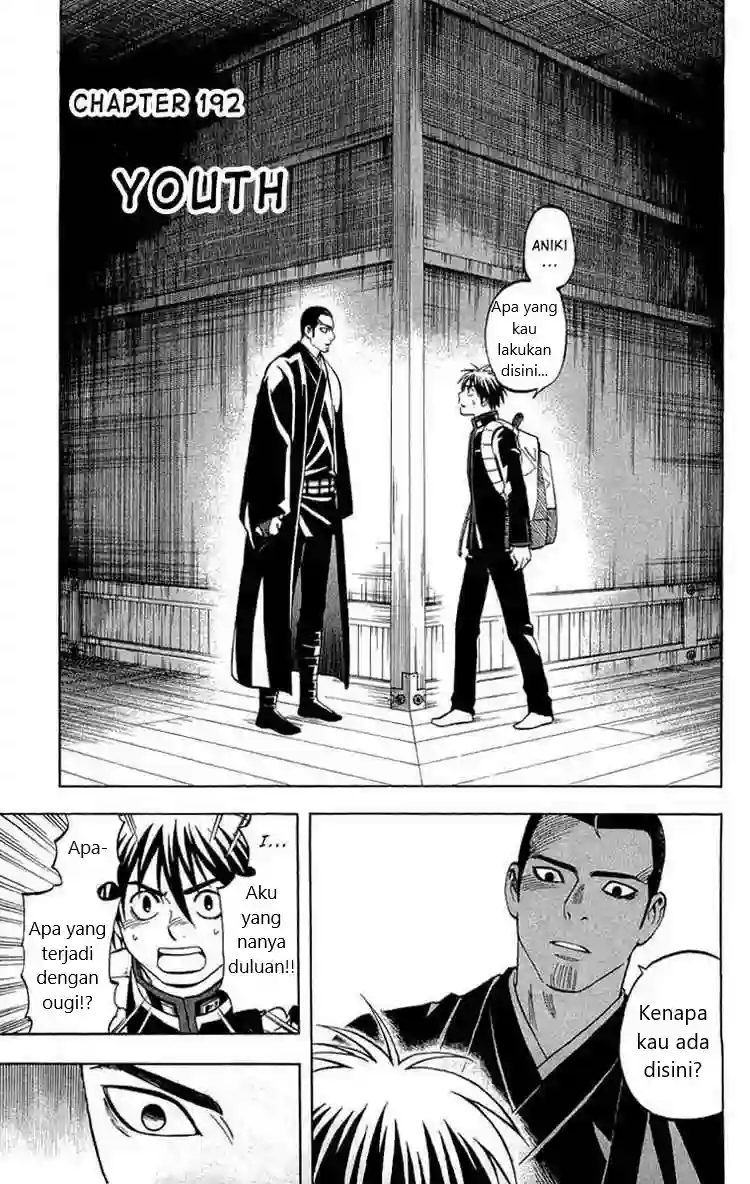 CHAPTER 192
YOUTH
ANIKI
...
Apa yang
kau
lakukan
disini...
Kenapa
kau ada
disini?
I...
Aku
yang
nanya
duluan!!
Apa-
Apa yang
terjadi
dengan
ougi!?